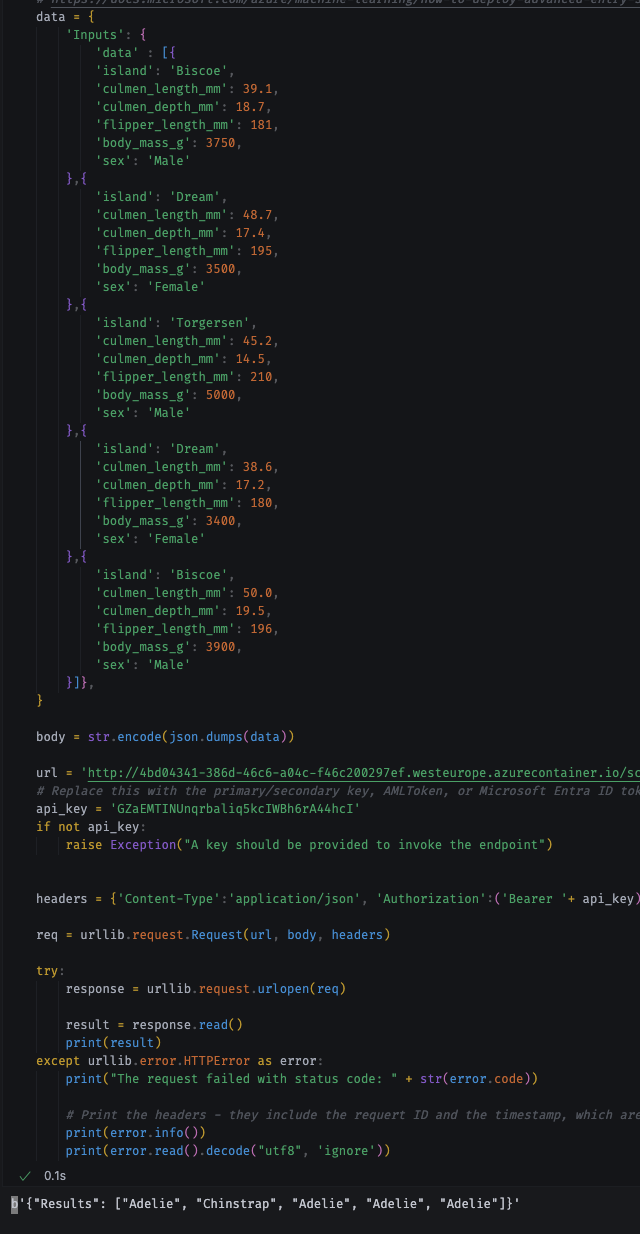 # https://docs.microsoft.com/azure/machine-learning/how-to-deploy-advanced-entry-s
data = {
'Inputs': {
'data' : [{
'island': 'Biscoe',
'culmen_length_mm': 39.1,
'culmen_depth_mm': 18.7,
'flipper_length_mm': 181,
'body_mass_g': 3750,
'sex': 'Male'
},{
'island': 'Dream',
'culmen_length_mm': 48.7,
'culmen_depth_mm': 17.4,
'flipper_length_mm': 195,
'body_mass_g': 3500,
'sex': 'Female'
},{
'island': 'Torgersen',
'culmen_length_mm': 45.2,
'culmen_depth_mm': 14.5,
'flipper_length_mm': 210,
'body_mass_g': 5000,
'sex': 'Male'
},{
'island': 'Dream',
'culmen_length_mm': 38.6,
'culmen_depth_mm': 17.2,
'flipper_length_mm': 180,
'body_mass_g': 3400,
'sex': 'Female'
},{
'island': 'Biscoe',
'culmen_length_mm': 50.0,
'culmen_depth_mm': 19.5,
'flipper_length_mm': 196,
'body_mass_g': 3900,
'sex': 'Male'
}]},
}
body = str.encode(json.dumps(data))
url = 'http://4bd04341-386d-46c6-a04c-f46c200297ef.westeurope.azurecontainer.io/sc
# Replace this with the primary/secondary key, AMLToken, or Microsoft Entra ID tok
api_key = 'GZaEMTINUnqrbaliq5kcIWBh6rA44hcI'
if not api_key:
raise Exception("A key should be provided to invoke the endpoint")
headers = {'Content-Type':'application/json', 'Authorization':('Bearer '+ api_key)
req = urllib.request.Request(url, body, headers)
try:
response = urllib.request.urlopen(req)
result = response.read()
print(result)
except urllib.error.HTTPError as error:
print("The request failed with status code: " + str(error.code))
# Print the headers - they include the requert ID and the timestamp, which are
print(error.info())
print(error.read().decode("utf8", 'ignore'))
0.1s
b'{"Results": ["Adelie", "Chinstrap", "Adelie", "Adelie", "Adelie"]}'